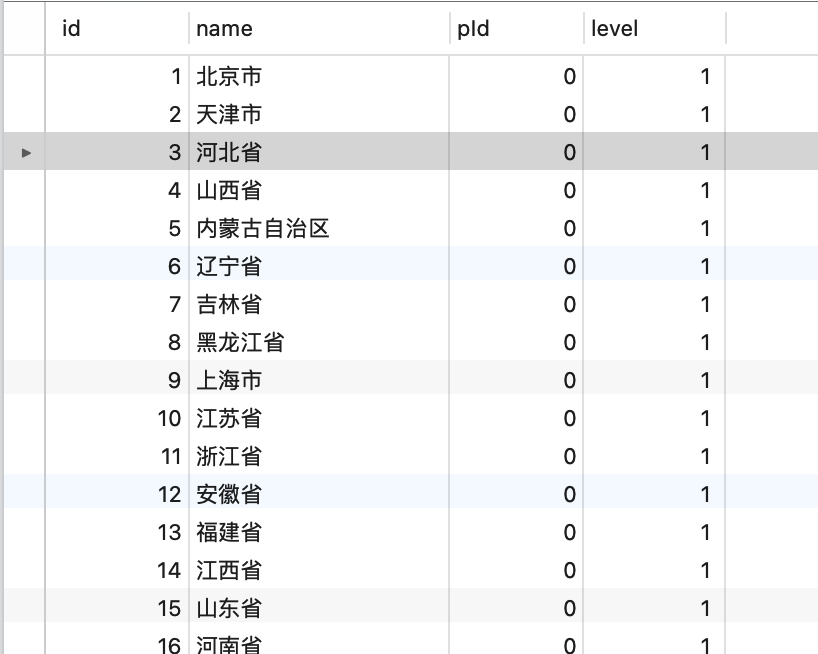 id name pId level
1 北京市 0 1
2 天津市 0 1
3 河北省 0 1
4 山西省 0 1
5 内蒙古自治区 0 1
6 辽宁省 0 1
7 吉林省 0 1
8 黑龙江省 0 1
9 上海市 0 1
10 江苏省 0 1
11 浙江省 0 1
12 安徽省 0 1
13 福建省 0 1
14 江西省 0 1
15 山东省 0 1
16 河南省 0 1